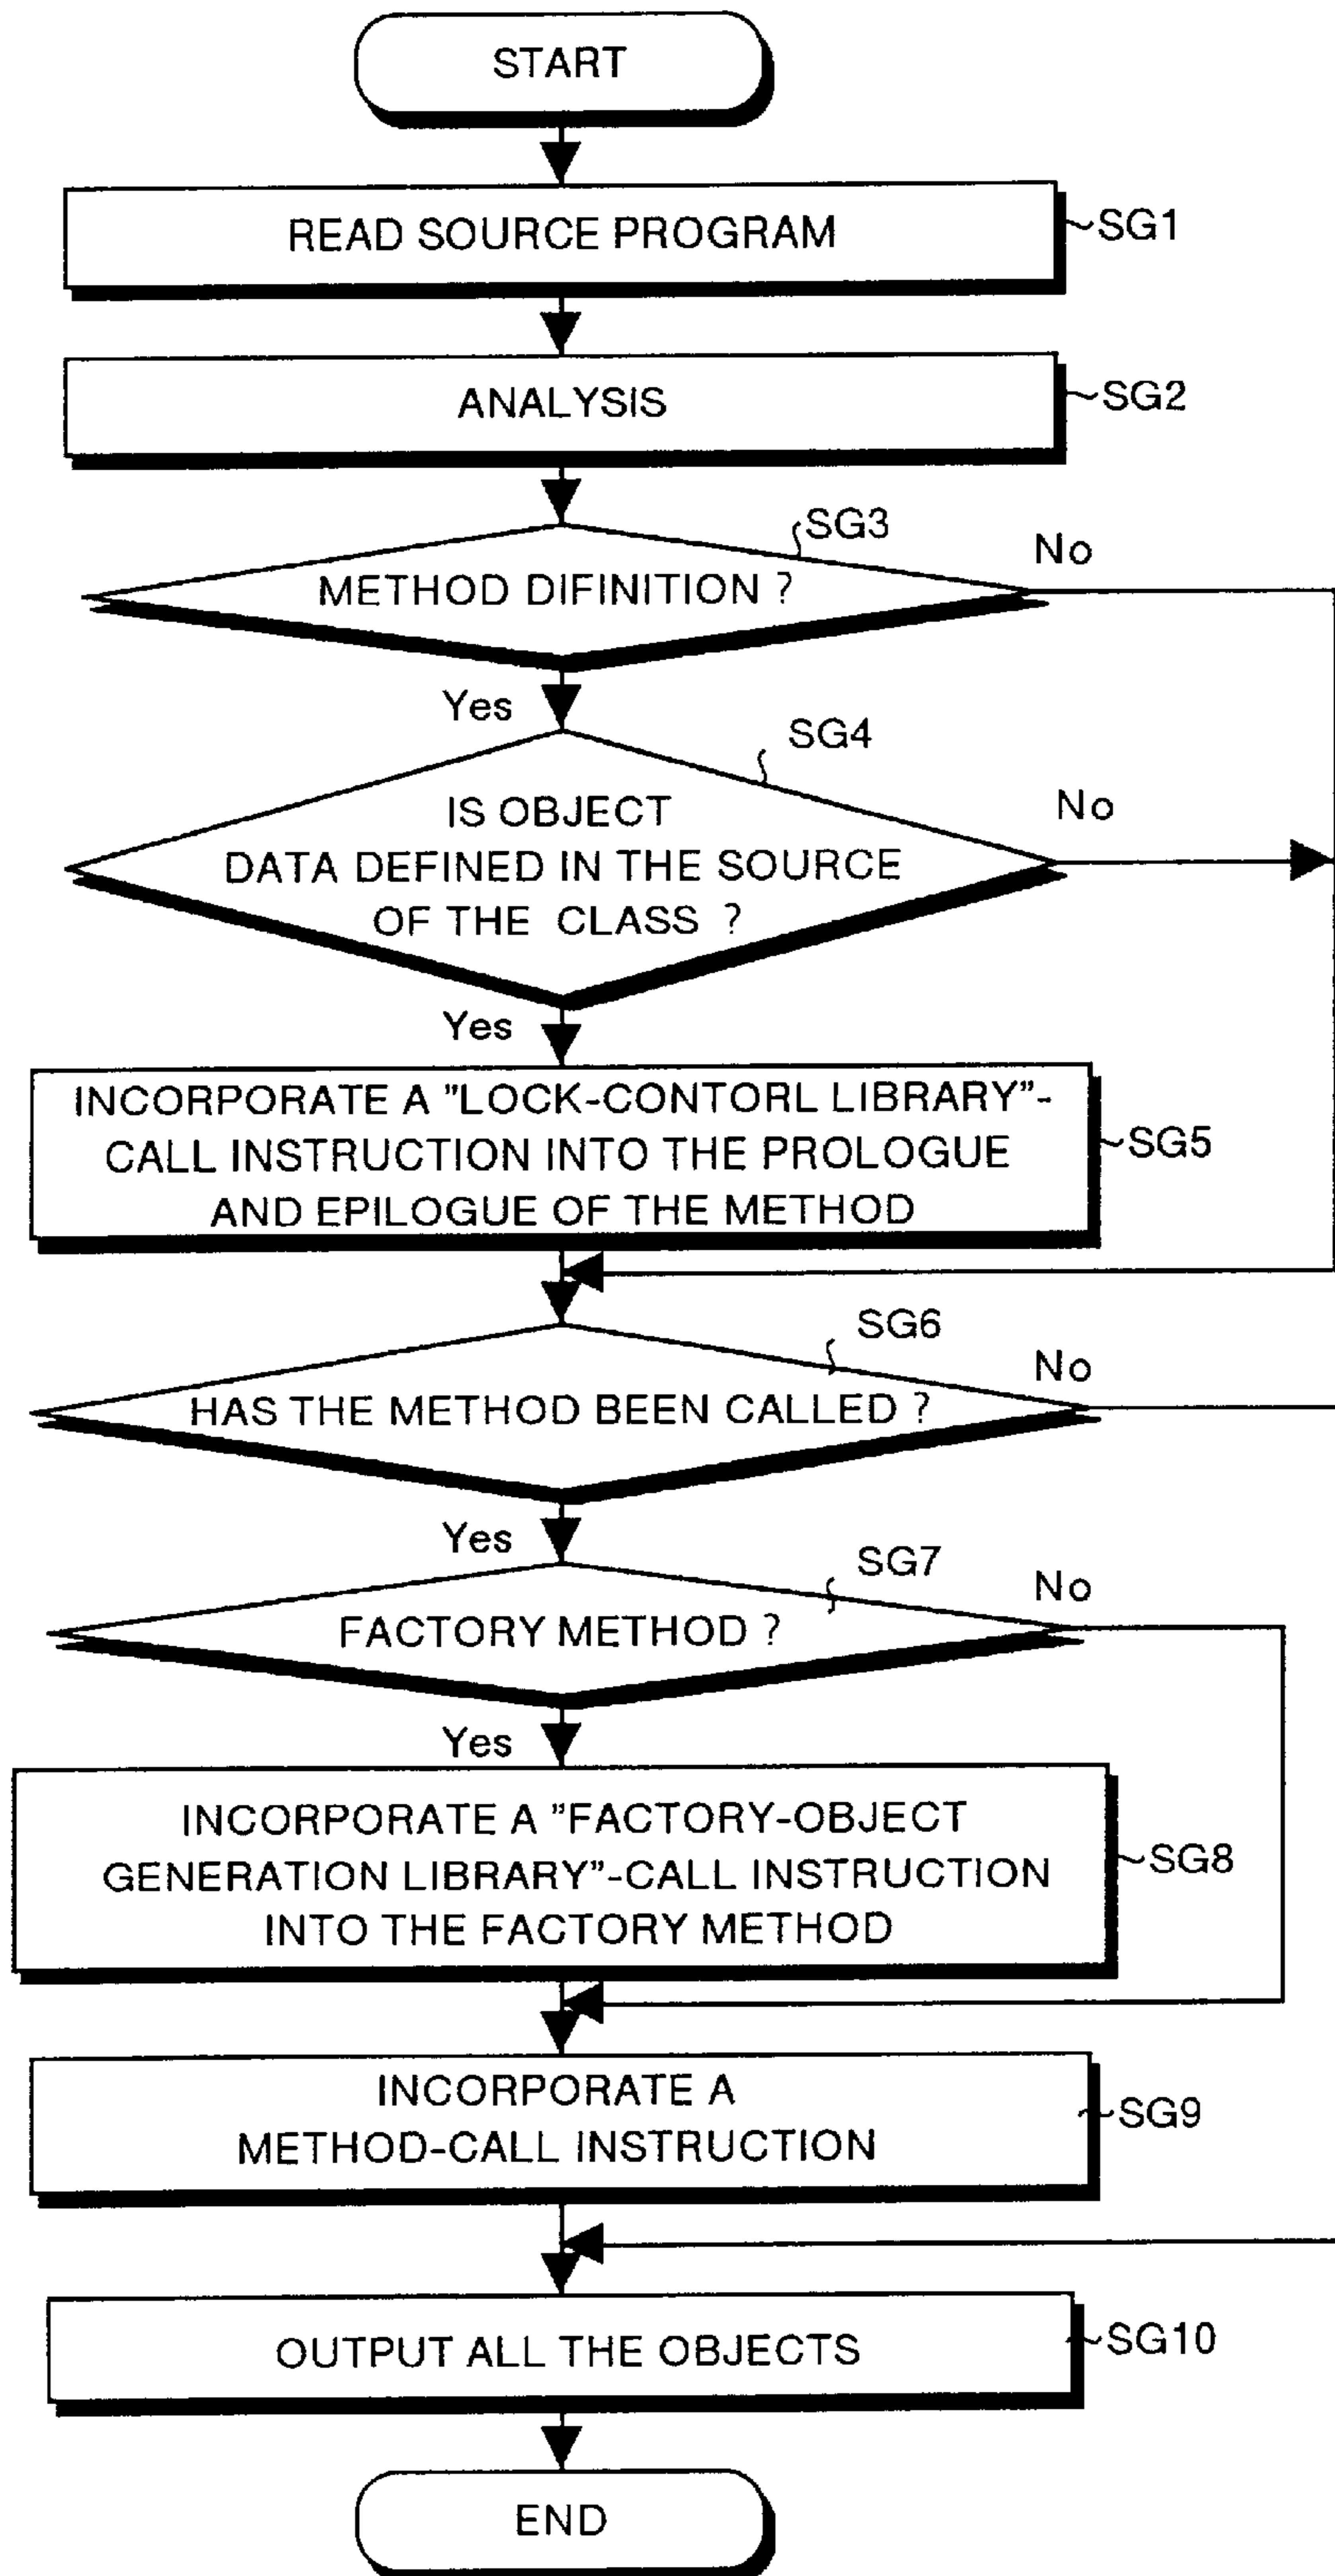 START
READ SOURCE PROGRAM
SG1
ANALYSIS
SG2
SG3
No
METHOD DIFINITION ?
Yes
SG4
No
IS OBJECT
DATA DEFINED IN THE SOURCE
OF THE CLASS ?
Yes
INCORPORATE A "LOCK-CONTORL LIBRARY"-
CALL INSTRUCTION INTO THE PROLOGUE
AND EPILOGUE OF THE METHOD
SG5
SG6
No
HAS THE METHOD BEEN CALLED ?
Yes
SG7
No
FACTORY METHOD ?
Yes
INCORPORATE A "FACTORY-OBJECT
GENERATION LIBRARY"-CALL INSTRUCTION
INTO THE FACTORY METHOD
SG8
INCORPORATE A
METHOD-CALL INSTRUCTION
SG9
OUTPUT ALL THE OBJECTS
SG10
END